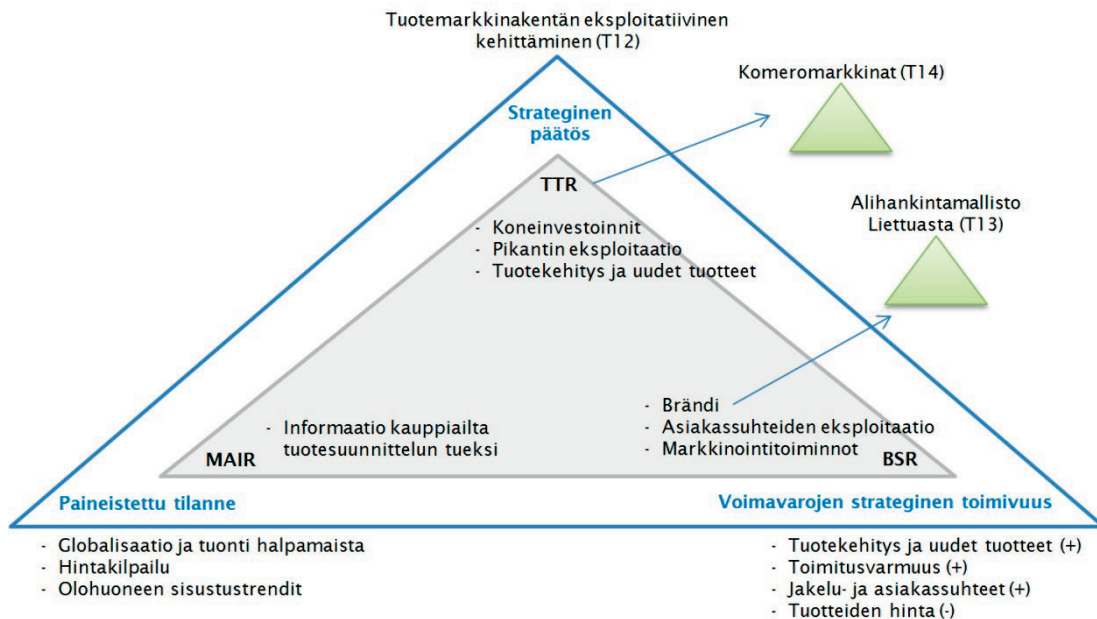 Tuotemarkkinakentän eksploitatiivinen
kehittäminen (T12)
Komeromarkkinat (T14)
Strateginen
päätös
TTR
- Koneinvestoinnit
- Pikantin eksploitaatio
- Tuotekehitys ja uudet tuotteet
Alihankintamallisto
Liettuasta (T13)
- Informaatio kauppiailta
tuotesuunnittelun tueksi
MAIR
- Brändi
- Asiakassuhteiden eksploitaatio
- Markkinointitoiminnot
BSR
Paineistettu tilanne
Voimavarojen strateginen toimivuus
- Globalisaatio ja tuonti halpamaista
- Hintakilpailu
- Olohuoneen sisustustrendit
- Tuotekehitys ja uudet tuotteet (+)
- Toimitusvarmuus (+)
- Jakelu- ja asiakassuhteet (+)
- Tuotteiden hinta (-)